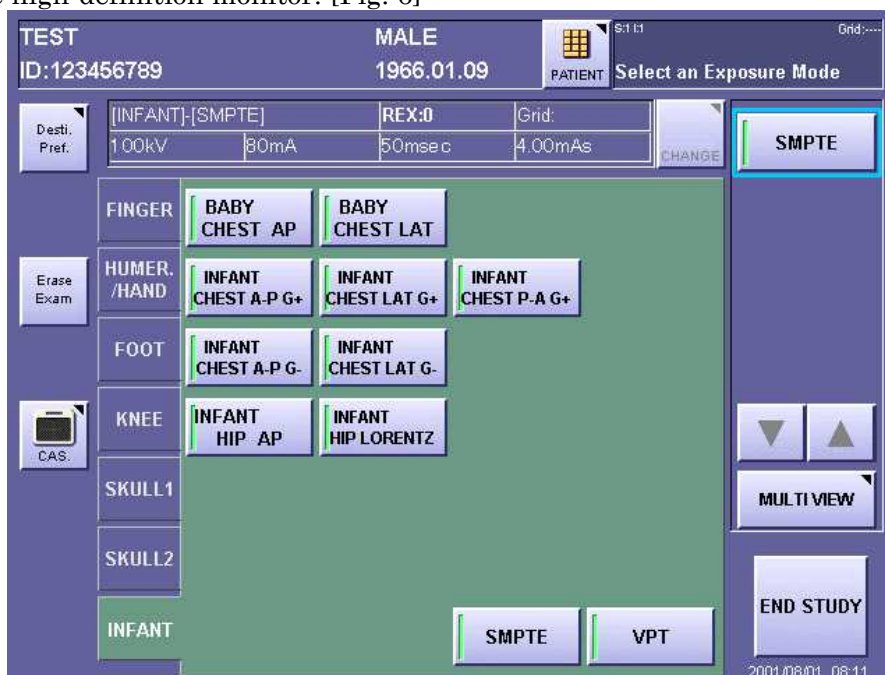 high definition monitor. [Fig. 6]
TEST
MALE
ID:123456789
1966.01.09
PATIENT
S:1 I:1
Grid:----
Select an Exposure Mode
Desti.
Pref.
[INFANT]-[SMPTE]
REX:0
Grid:
100kV
80mA
50msec
4.00mAs
CHANGE
SMPTE
FINGER
BABY
CHEST AP
BABY
CHEST LAT
Erase
Exam
HUMER.
/HAND
INFANT
CHEST A-P G+
INFANT
CHEST LAT G+
INFANT
CHEST P-A G+
FOOT
INFANT
CHEST A-P G-
INFANT
CHEST LAT G-
CAS.
KNEE
INFANT
HIP AP
INFANT
HIP LORENTZ
SKULL1
MULTI VIEW
SKULL2
INFANT
SMPTE
VPT
END STUDY
2001/08/01 08:11